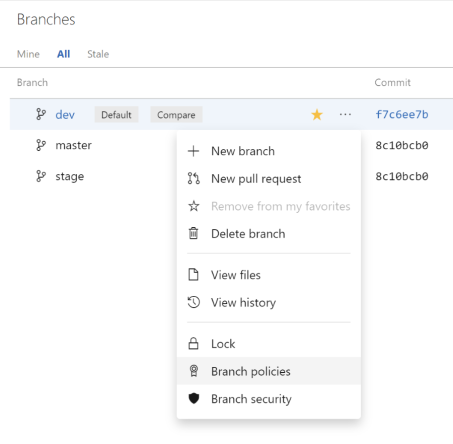 Branches
Mine All Stale
Branch Commit
dev Default Compare ... f7c6ee7b
master 8c10bcb0
stage 8c10bcb0
New branch
New pull request
Remove from my favorites
Delete branch
View files
View history
Lock
Branch policies
Branch security